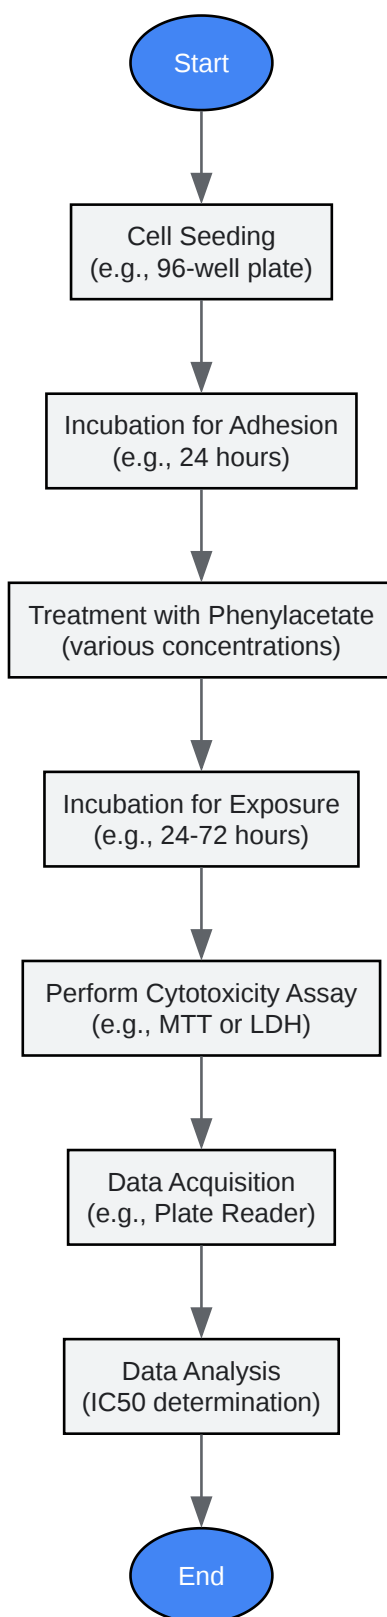 Start
Cell Seeding
(e.g., 96-well plate)
Incubation for Adhesion
(e.g., 24 hours)
Treatment with Phenylacetate
(various concentrations)
Incubation for Exposure
(e.g., 24-72 hours)
Perform Cytotoxicity Assay
(e.g., MTT or LDH)
Data Acquisition
(e.g., Plate Reader)
Data Analysis
(IC50 determination)
End